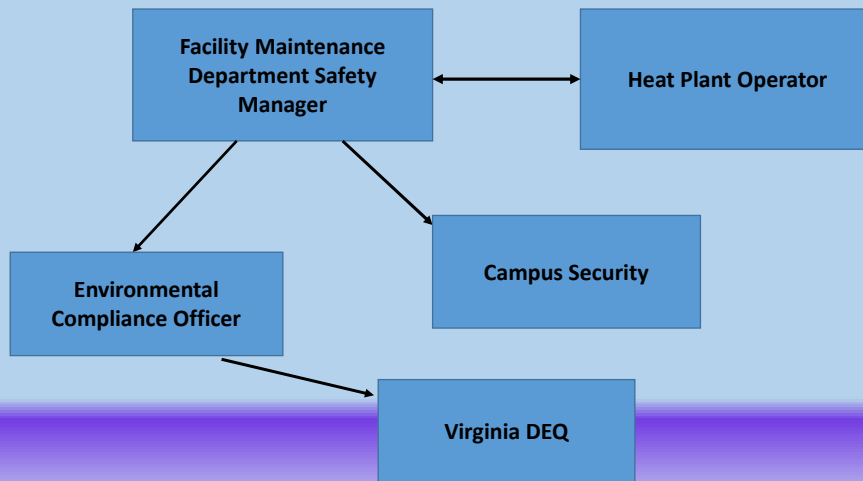 Facility Maintenance
Department Safety
Manager
Heat Plant Operator
Campus Security
Environmental
Compliance Officer
Virginia DEQ